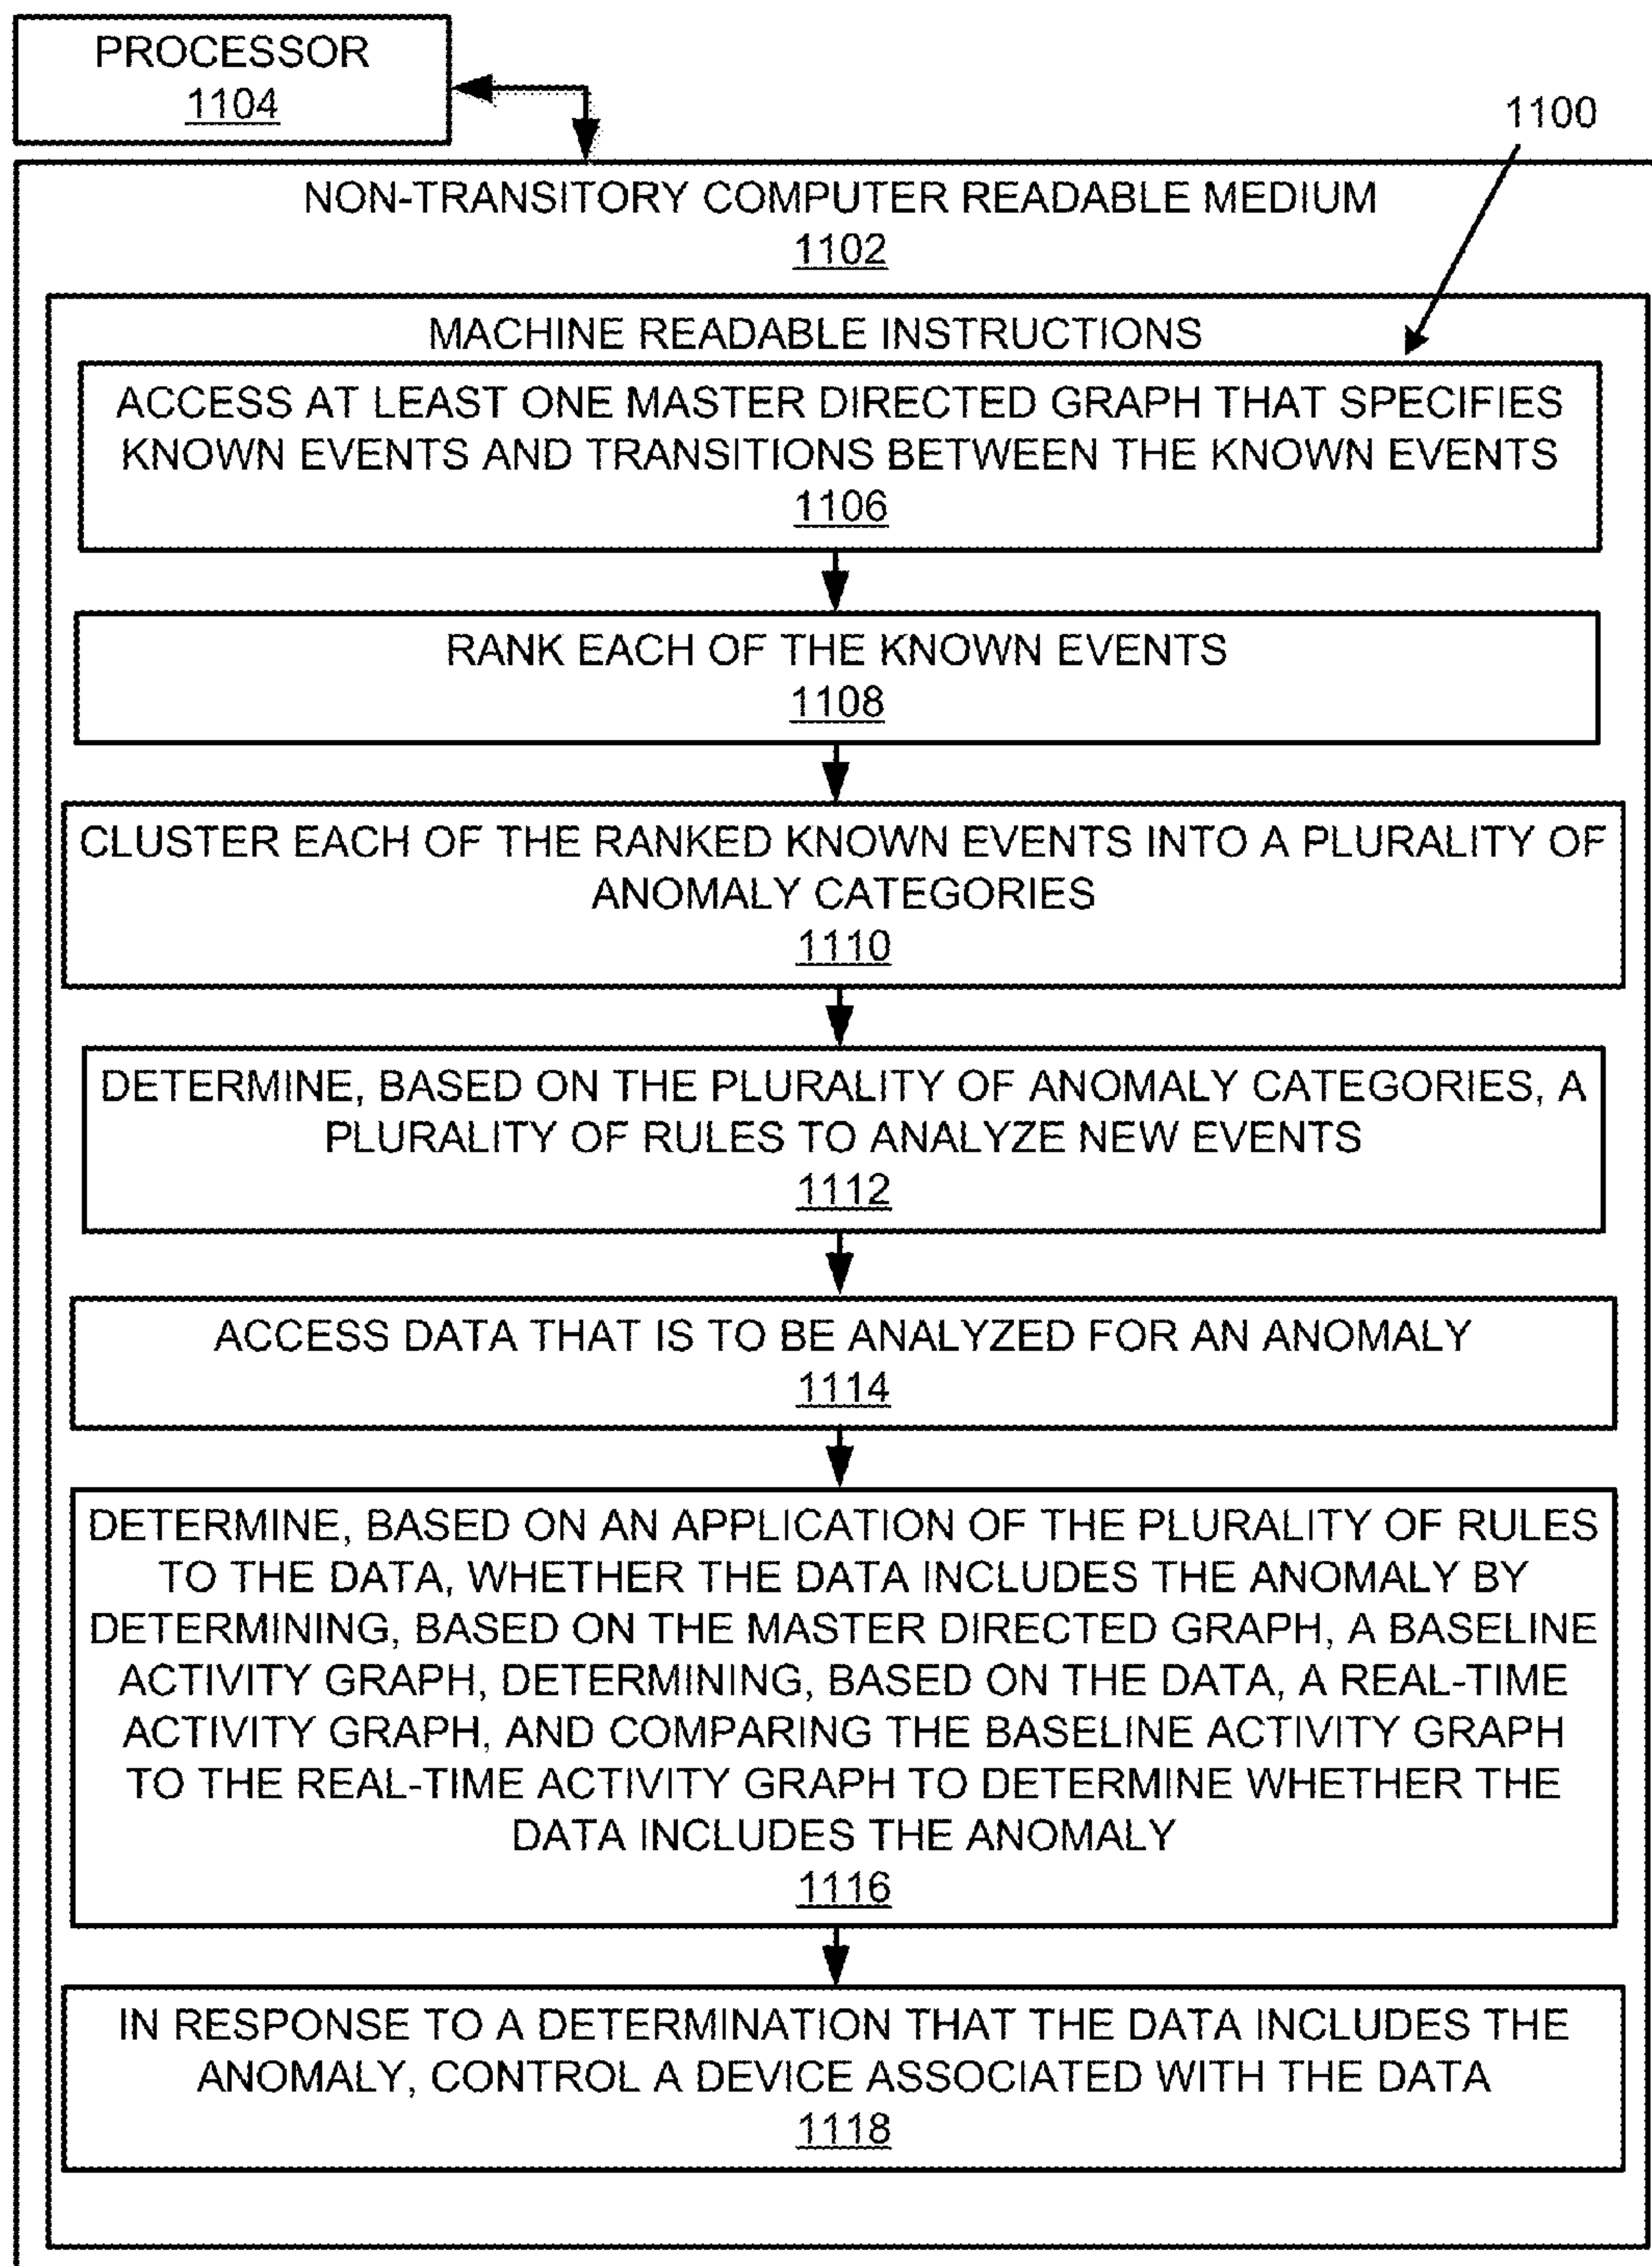 PROCESSOR
1104
1100
NON-TRANSITORY COMPUTER READABLE MEDIUM
1102
MACHINE READABLE INSTRUCTIONS
ACCESS AT LEAST ONE MASTER DIRECTED GRAPH THAT SPECIFIES
KNOWN EVENTS AND TRANSITIONS BETWEEN THE KNOWN EVENTS
1106
RANK EACH OF THE KNOWN EVENTS
1108
CLUSTER EACH OF THE RANKED KNOWN EVENTS INTO A PLURALITY OF
ANOMALY CATEGORIES
1110
DETERMINE, BASED ON THE PLURALITY OF ANOMALY CATEGORIES, A
PLURALITY OF RULES TO ANALYZE NEW EVENTS
1112
ACCESS DATA THAT IS TO BE ANALYZED FOR AN ANOMALY
1114
DETERMINE, BASED ON AN APPLICATION OF THE PLURALITY OF RULES
TO THE DATA, WHETHER THE DATA INCLUDES THE ANOMALY BY
DETERMINING, BASED ON THE MASTER DIRECTED GRAPH, A BASELINE
ACTIVITY GRAPH, DETERMINING, BASED ON THE DATA, A REAL-TIME
ACTIVITY GRAPH, AND COMPARING THE BASELINE ACTIVITY GRAPH
TO THE REAL-TIME ACTIVITY GRAPH TO DETERMINE WHETHER THE
DATA INCLUDES THE ANOMALY
1116
IN RESPONSE TO A DETERMINATION THAT THE DATA INCLUDES THE
ANOMALY, CONTROL A DEVICE ASSOCIATED WITH THE DATA
1118